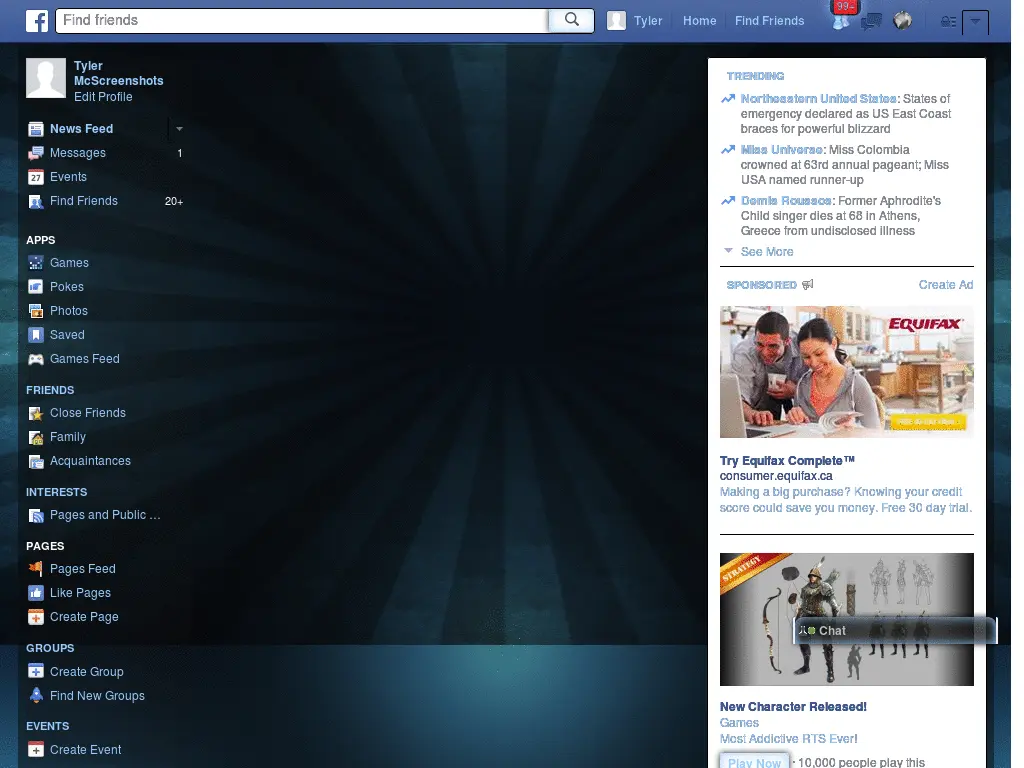 Find friends
Tyler
Home
Find Friends
99+
Tyler
McScreenshots
Edit Profile
News Feed
Messages 1
27 Events
Find Friends 20+
APPS
Games
Pokes
Photos
Saved
Games Feed
FRIENDS
Close Friends
Family
Acquaintances
INTERESTS
Pages and Public ...
PAGES
Pages Feed
Like Pages
Create Page
GROUPS
Create Group
Find New Groups
EVENTS
Create Event
TRENDING
Northeastern United States: States of
emergency declared as US East Coast
braces for powerful blizzard
Miss Universe: Miss Colombia
crowned at 63rd annual pageant; Miss
USA named runner-up
Demis Roussos: Former Aphrodite's
Child singer dies at 68 in Athens,
Greece from undisclosed illness
See More
SPONSORED Create Ad
EQUIFAX
Try Equifax Complete™
consumer.equifax.ca
Making a big purchase? Knowing your credit
score could save you money. Free 30 day trial.
STRATEGY
Chat
New Character Released!
Games
Most Addictive RTS Ever!
Play Now · 10,000 people play this